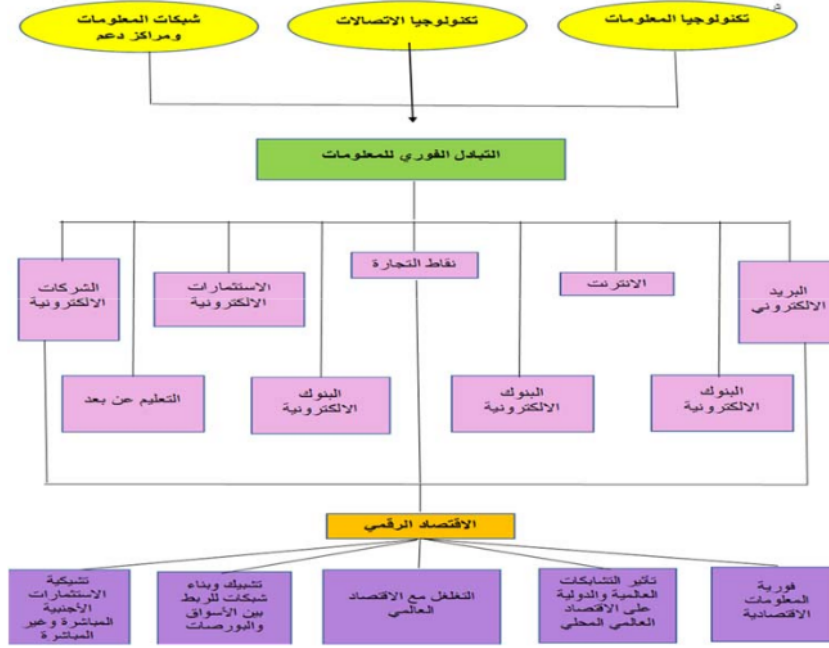 تكنولوجيا المعلومات
تكنولوجيا الاتصالات
شبكات المعلومات
ومراكز دعم
التبادل الفوري للمعلومات
البريد
الالكتروني
الانترنت
نقاط التجارة
الاستثمارات
الالكترونية
الشركات
الالكترونية
البنوك
الالكترونية
البنوك
الالكترونية
البنوك
الالكترونية
التعليم عن بعد
الاقتصاد الرقمي
فورية
المعلومات
الاقتصادية
تأثير التشابكات
العالمية والدولية
على الاقتصاد
العالمي المحلي
التغلغل مع الاقتصاد
العالمي
تشبيك وبناء
شبكات للربط
بين الأسواق
والبورصات
تشبيكية
الاستثمارات
الأجنبية
المباشرة وغير
المباشرة